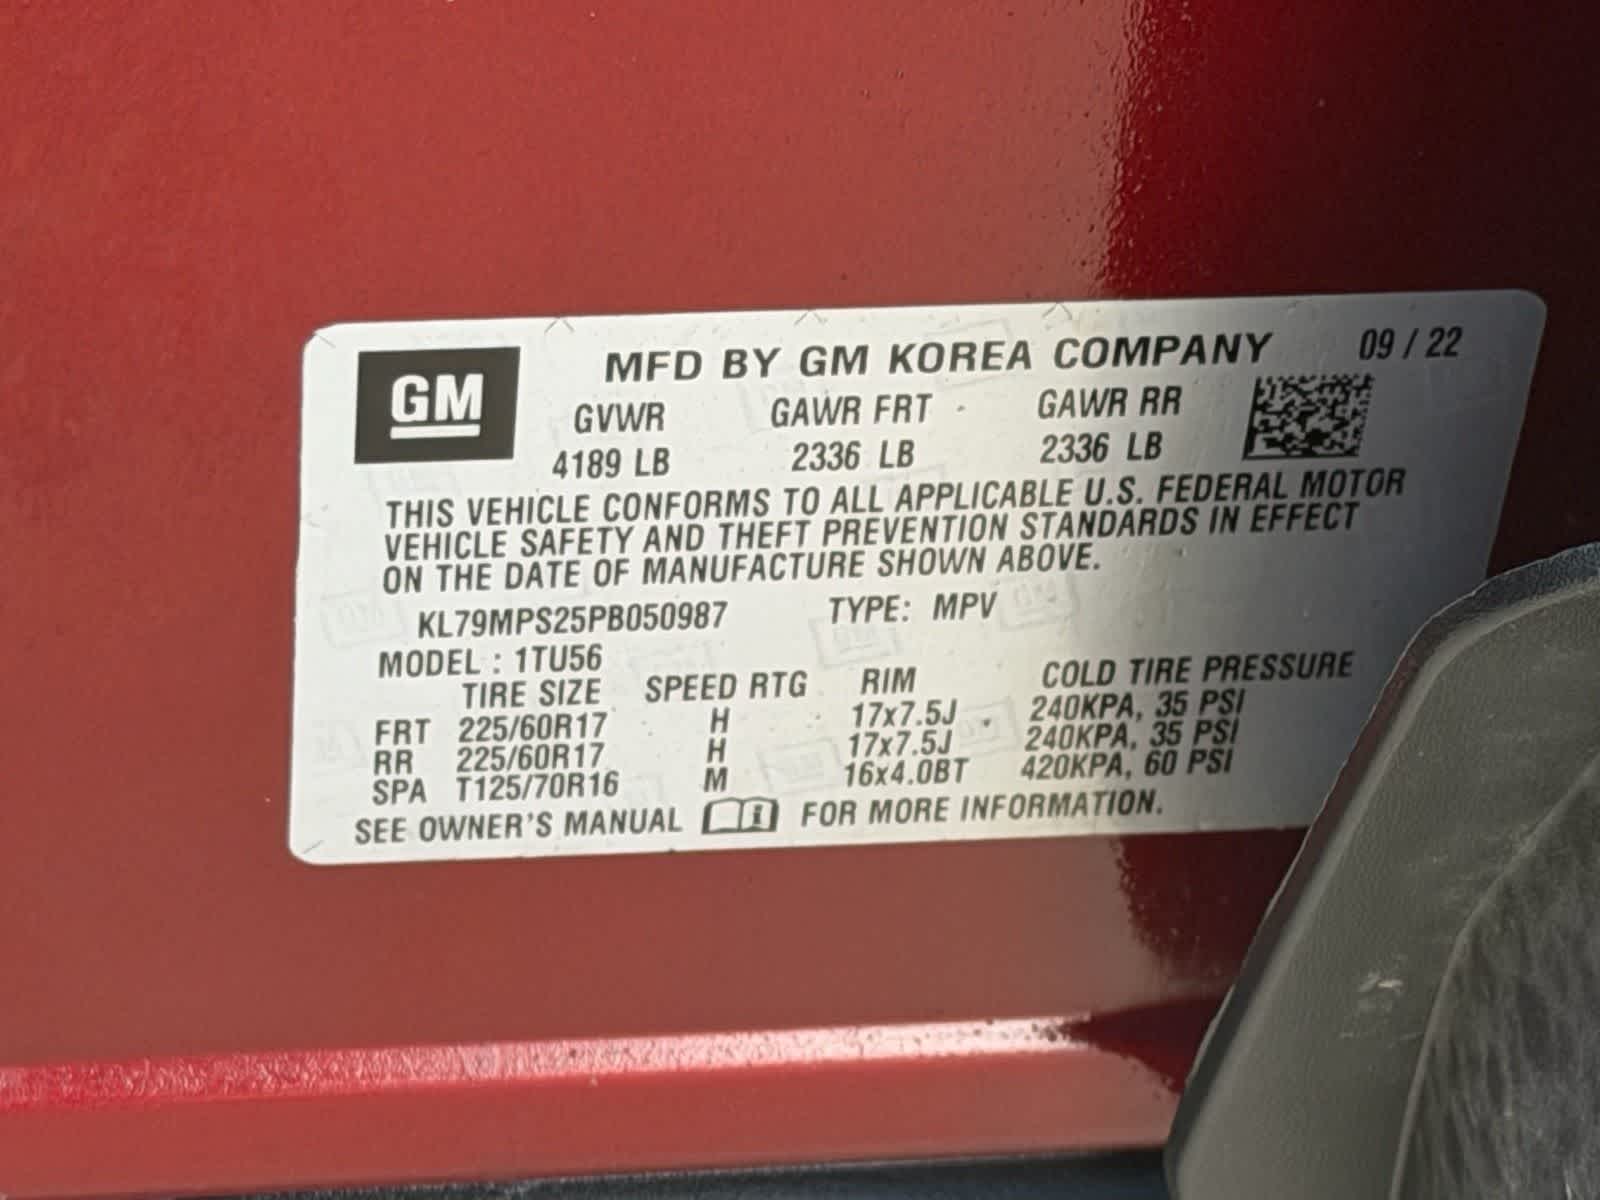 GM
MFD BY GM KOREA COMPANY 09 / 22
GVWR GAWR FRT GAWR RR
4189 LB 2336 LB 2336 LB
THIS VEHICLE CONFORMS TO ALL APPLICABLE U.S. FEDERAL MOTOR
VEHICLE SAFETY AND THEFT PREVENTION STANDARDS IN EFFECT
ON THE DATE OF MANUFACTURE SHOWN ABOVE.
KL79MPS25PB050987 TYPE: MPV
MODEL : 1TU56
TIRE SIZE SPEED RTG RIM COLD TIRE PRESSURE
FRT 225/60R17 H 17x7.5J 240KPA, 35 PSI
RR 225/60R17 H 17x7.5J 240KPA, 35 PSI
SPA T125/70R16 M 16x4.0BT 420KPA, 60 PSI
SEE OWNER'S MANUAL i FOR MORE INFORMATION.